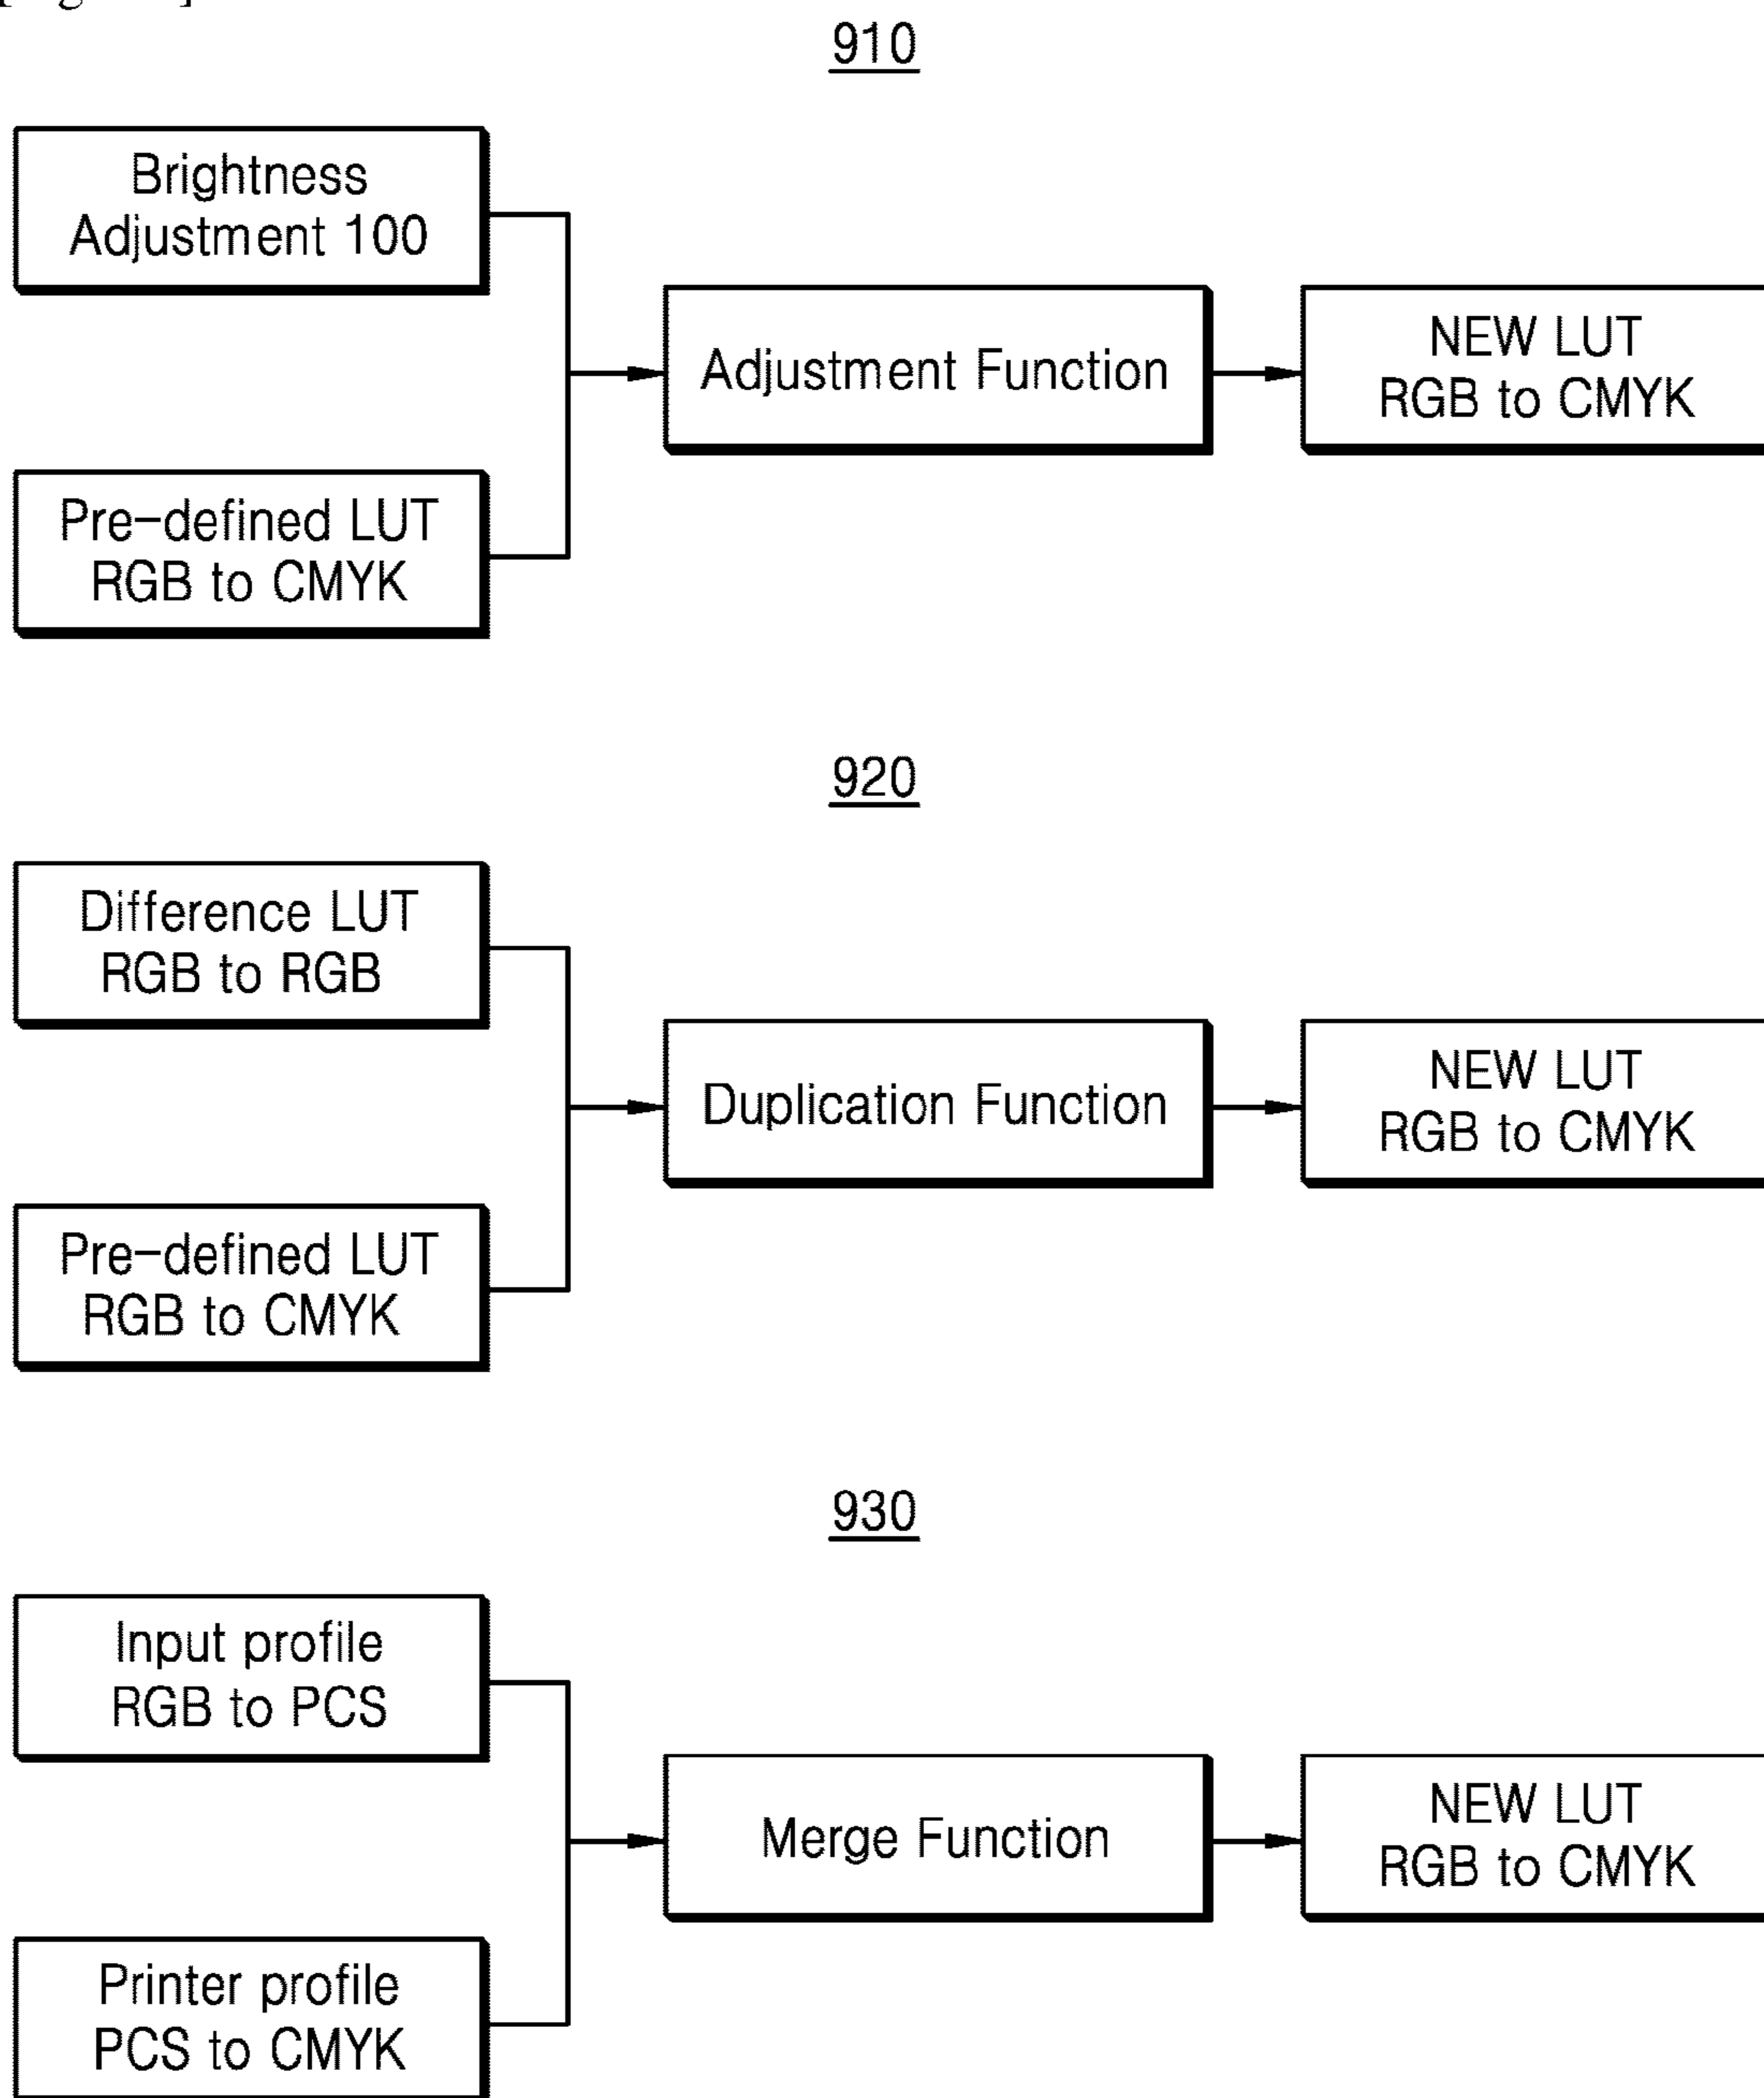 910
Brightness
Adjustment 100
Adjustment Function
NEW LUT
RGB to CMYK
Pre-defined LUT
RGB to CMYK
920
Difference LUT
RGB to RGB
Duplication Function
NEW LUT
RGB to CMYK
Pre-defined LUT
RGB to CMYK
930
Input profile
RGB to PCS
Merge Function
NEW LUT
RGB to CMYK
Printer profile
PCS to CMYK